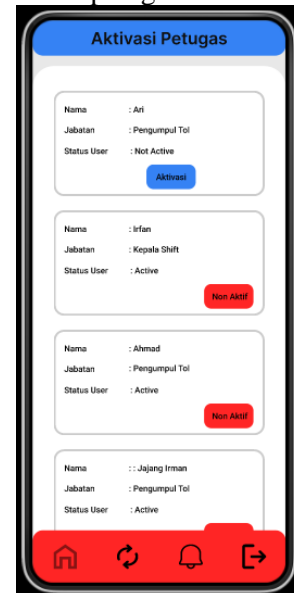 Aktivasi Petugas
Nama : Ari
Jabatan : Pengumpul Tol
Status User : Not Active
Aktivasi
Nama : Irfan
Jabatan : Kepala Shift
Status User : Active
Non Aktif
Nama : Ahmad
Jabatan : Pengumpul Tol
Status User : Active
Non Aktif
Nama : : Jajang Irman
Jabatan : Pengumpul Tol
Status User : Active